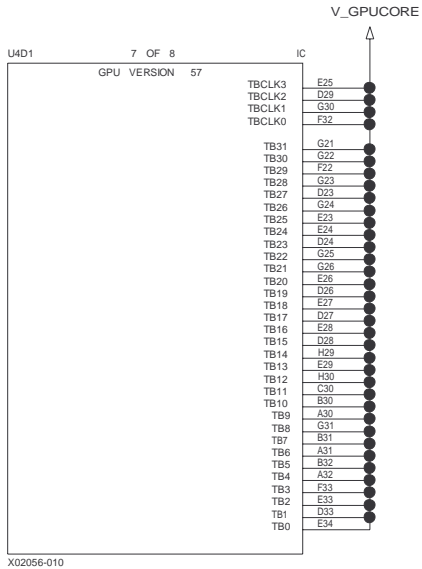 V_GPUCORE
U4D1 7 OF 8 IC
GPU VERSION 57
TBCLK3 E25
TBCLK2 D29
TBCLK1 G30
TBCLK0 F32
TB31 G21
TB30 G22
TB29 F22
TB28 G23
TB27 D23
TB26 G24
TB25 E23
TB24 E24
TB23 D24
TB22 G25
TB21 G26
TB20 E26
TB19 D26
TB18 E27
TB17 D27
TB16 E28
TB15 D28
TB14 H29
TB13 E29
TB12 H30
TB11 C30
TB10 B30
TB9 A30
TB8 G31
TB7 B31
TB6 A31
TB5 B32
TB4 A32
TB3 F33
TB2 E33
TB1 D33
TB0 E34
X02056-010